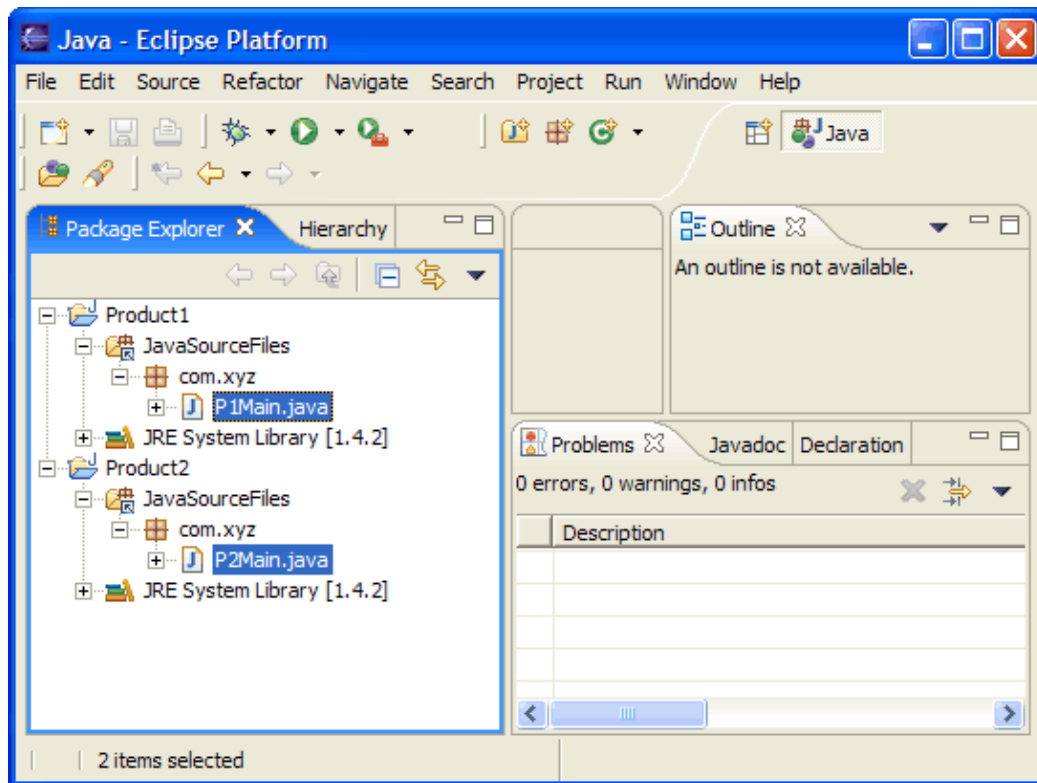 Java - Eclipse Platform
File Edit Source Refactor Navigate Search Project Run Window Help
Java
Package Explorer Hierarchy
Outline
An outline is not available.
Product1
JavaSourceFiles
com.xyz
P1Main.java
JRE System Library [1.4.2]
Product2
JavaSourceFiles
com.xyz
P2Main.java
JRE System Library [1.4.2]
Problems Javadoc Declaration
0 errors, 0 warnings, 0 infos
Description
2 items selected